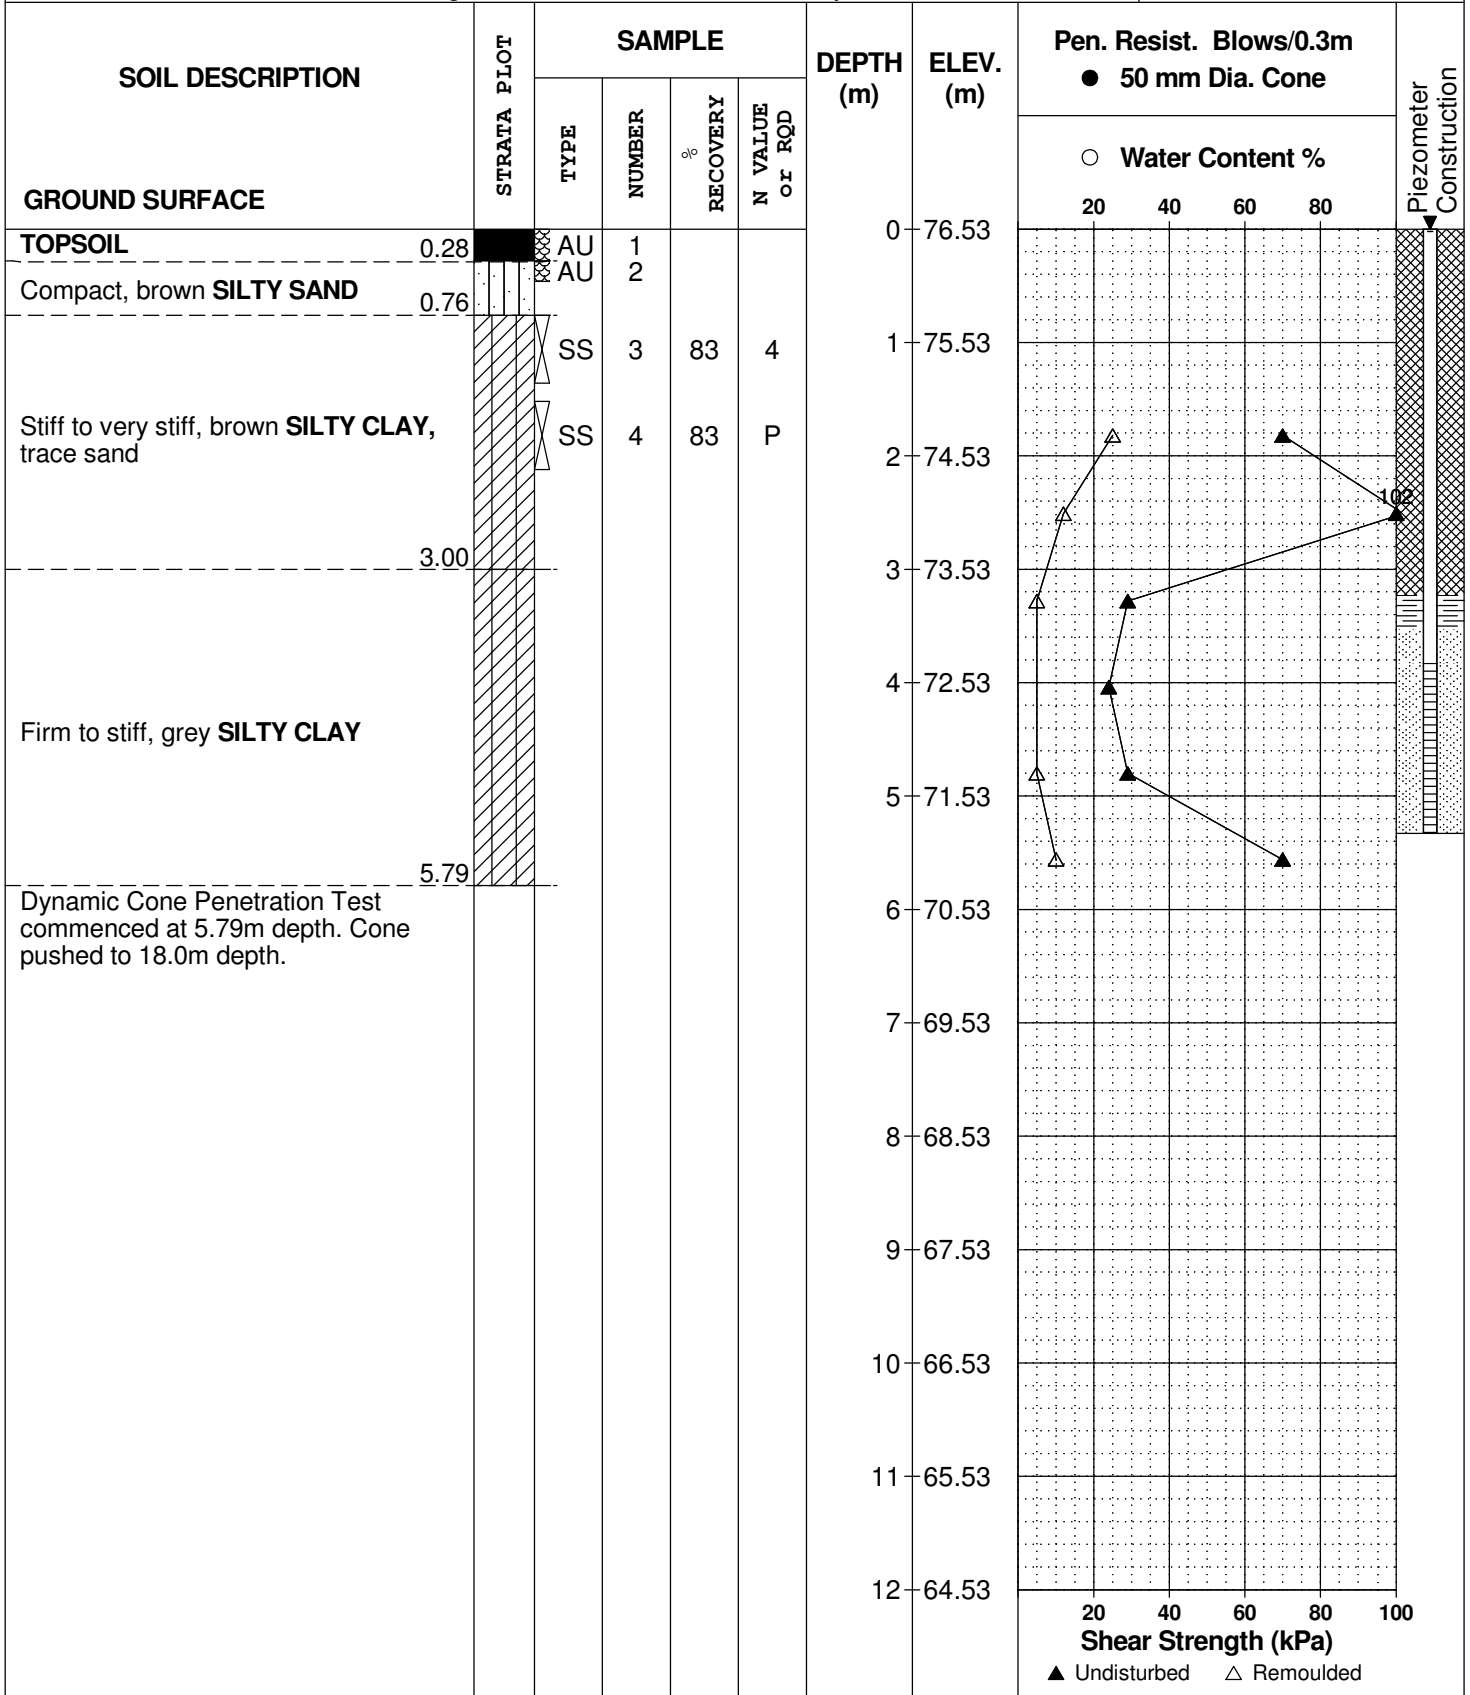 SOIL DESCRIPTION
GROUND SURFACE
STRATA PLOT
SAMPLE
TYPE
NUMBER
% RECOVERY
N VALUE or RQD
DEPTH (m)
ELEV. (m)
Pen. Resist. Blows/0.3m
● 50 mm Dia. Cone
○ Water Content %
20 40 60 80
Piezometer Construction
TOPSOIL 0.28 AU 1
AU 2
Compact, brown SILTY SAND 0.76
SS 3 83 4
Stiff to very stiff, brown SILTY CLAY,
trace sand
SS 4 83 P
3.00
Firm to stiff, grey SILTY CLAY
5.79
Dynamic Cone Penetration Test
commenced at 5.79m depth. Cone
pushed to 18.0m depth.
0 76.53
1 75.53
2 74.53
102
3 73.53
4 72.53
5 71.53
6 70.53
7 69.53
8 68.53
9 67.53
10 66.53
11 65.53
12 64.53
20 40 60 80 100
Shear Strength (kPa)
▲ Undisturbed △ Remoulded